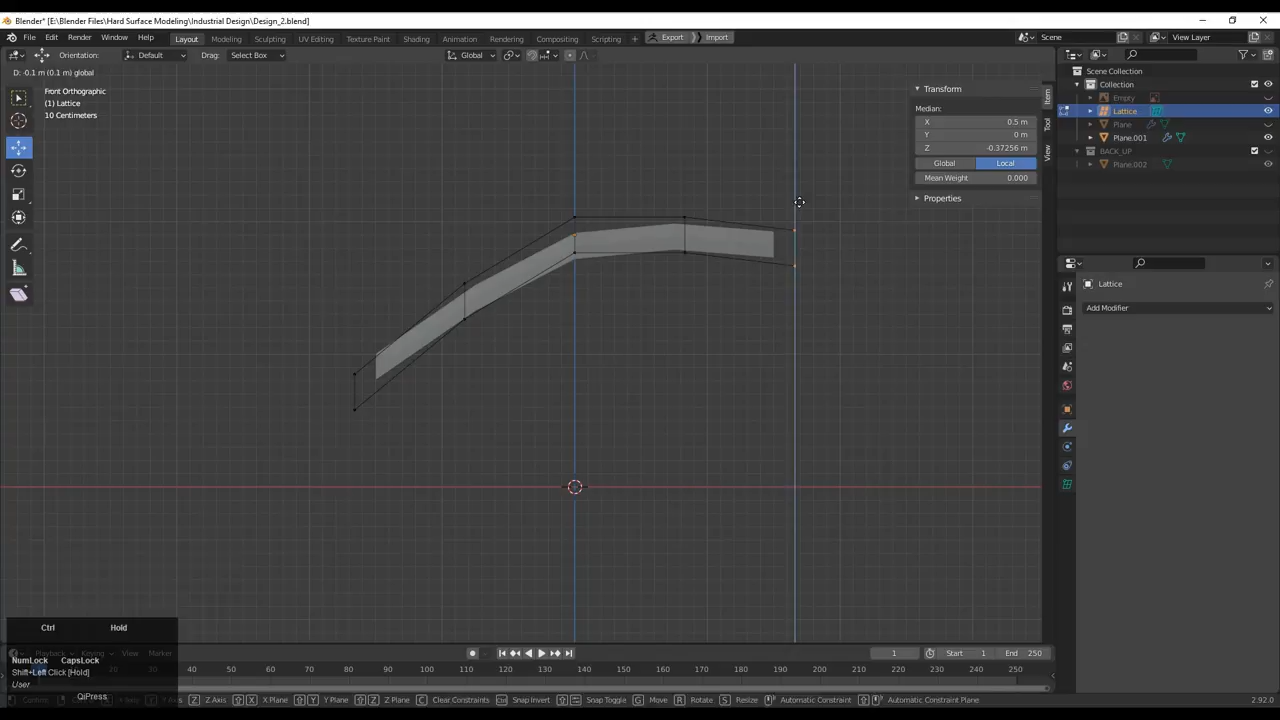 Blender* [E:\Blender Files\Hard Surface Modeling\Industrial Design\Design_2.blend]
File Edit Render Window Help Layout Modeling Sculpting UV Editing Texture Paint Shading Animation Rendering Compositing Scripting + Export Import Scene View Layer
Orientation: Default Drag: Select Box Global
D: -0.1 m (0.1 m) global
Front Orthographic
(1) Lattice
10 Centimeters
Transform
Median:
X 0.5 m
Y 0 m
Z -0.37256 m
Global Local
Mean Weight 0.000
Properties
Item
Tool
View
Scene Collection
Collection
Empty
Lattice
Plane
Plane.001
BACK_UP
Plane.002
Lattice
Add Modifier
Ctrl Hold
NumLock CapsLock
Shift+Left Click [Hold]
User
QiPress
Playback Keying View Marker
1 Start 1 End 250
20 30 40 50 60 70 80 90 100 110 120 130 140 150 160 170 180 190 200 210 220 230 240 250
Z Z Axis X X Plane Y Y Plane Z Z Plane C Clear Constraints Snap Invert Snap Toggle G Move R Rotate S Resize Automatic Constraint Automatic Constraint Plane
2.92.0